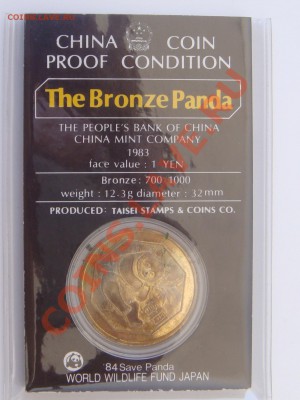 CHINA COIN
PROOF CONDITION
The Bronze Panda
THE PEOPLE'S BANK OF CHINA
CHINA MINT COMPANY
1983
face value : 1 YEN
Bronze : 700 1000
weight : 12.3g diameter : 32mm
PRODUCED: TAISEI STAMPS & COINS CO.
'84 Save Panda
WORLD WILDLIFE FUND JAPAN